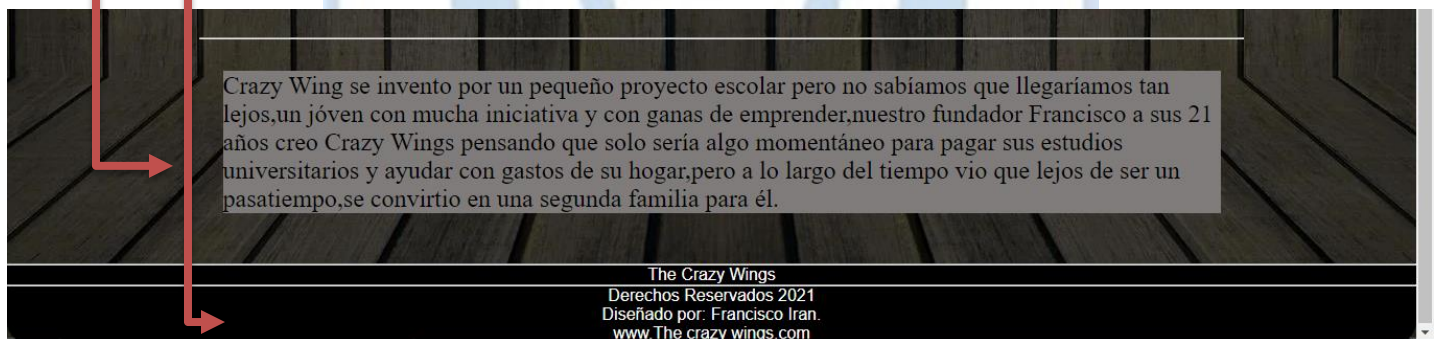 Crazy Wing se invento por un pequeño proyecto escolar pero no sabíamos que llegaríamos tan
lejos,un jóven con mucha iniciativa y con ganas de emprender,nuestro fundador Francisco a sus 21
años creo Crazy Wings pensando que solo sería algo momentáneo para pagar sus estudios
universitarios y ayudar con gastos de su hogar,pero a lo largo del tiempo vio que lejos de ser un
pasatiempo,se convirtio en una segunda familia para él.
The Crazy Wings
Derechos Reservados 2021
Diseñado por: Francisco Iran.
www.The crazy wings.com